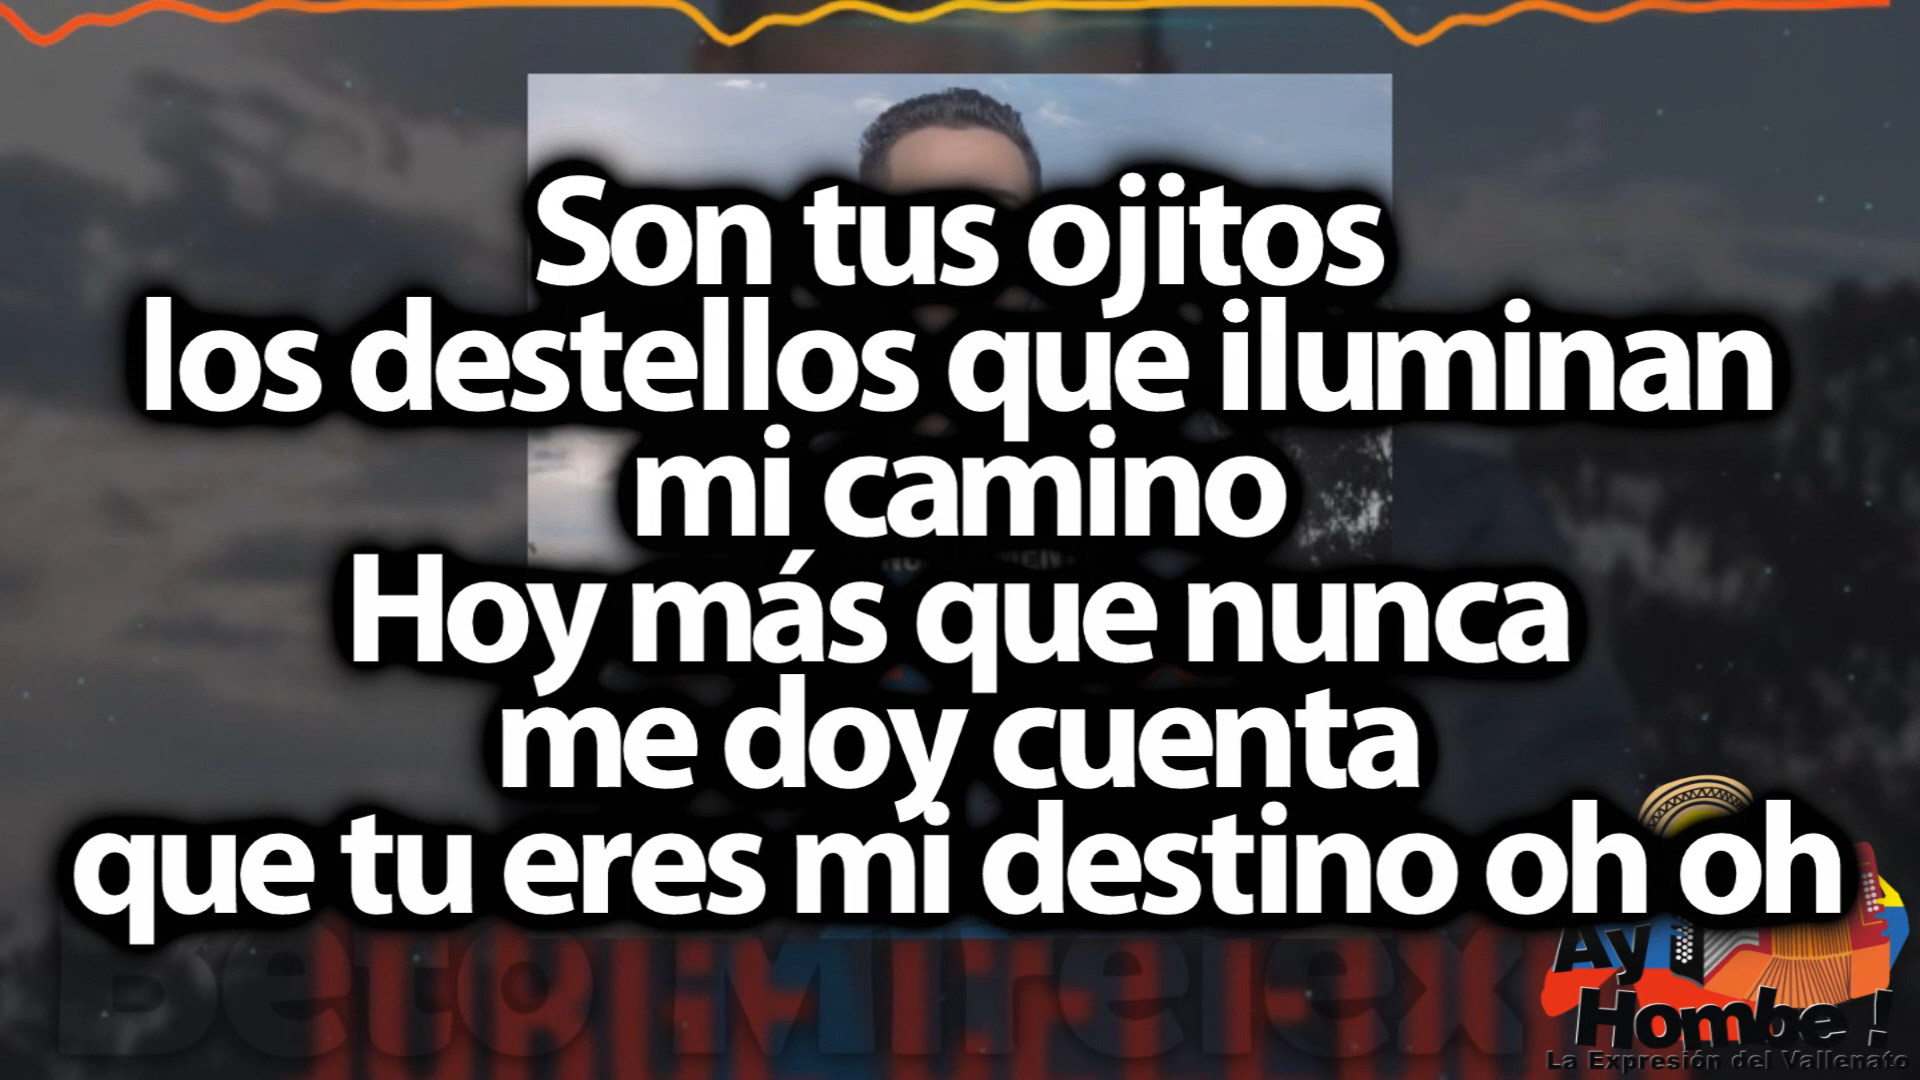 Son tus ojitos
los destellos que iluminan
mi camino
Hoy más que nunca
me doy cuenta
que tu eres mi destino oh oh
Ay
Hombe !
La Expresión del Vallenato